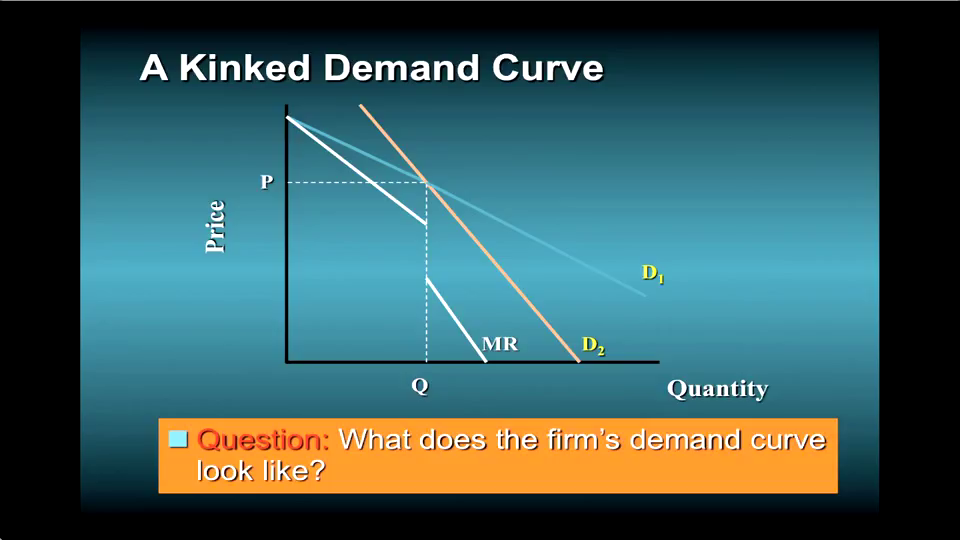 A Kinked Demand Curve
P
Price
D₁
MR
D₂
Q
Quantity
Question: What does the firm’s demand curve
look like?